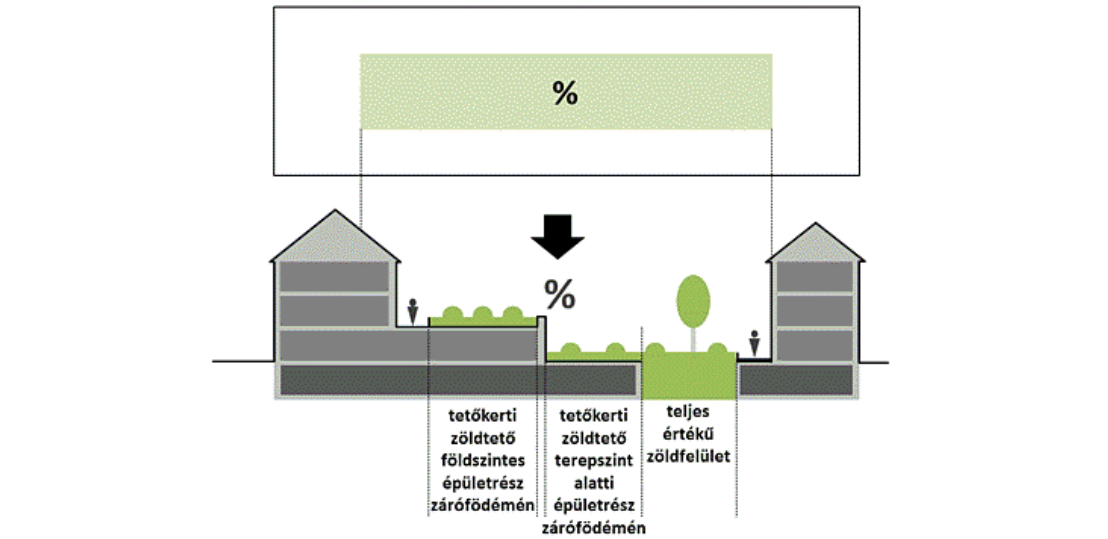 %
%
tetőkerti
zöldtető
földszintes
épületrész
zárófödémén
tetőkerti
zöldtető
terepszint
alatti
épületrész
zárófödémén
teljes
értékű
zöldfelület